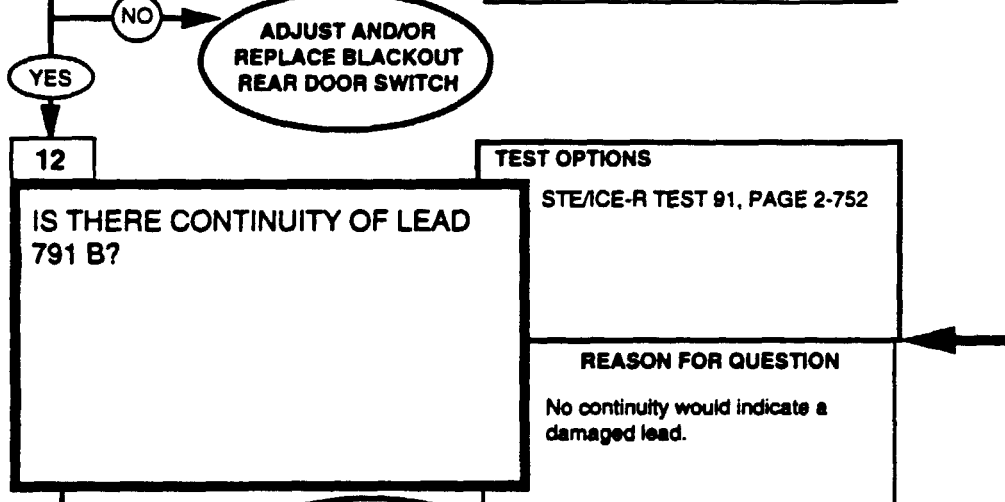 NO
ADJUST AND/OR
REPLACE BLACKOUT
REAR DOOR SWITCH
YES
12
IS THERE CONTINUITY OF LEAD
791 B?
TEST OPTIONS
STE/ICE-R TEST 91, PAGE 2-752
REASON FOR QUESTION
No continuity would indicate a
damaged lead.